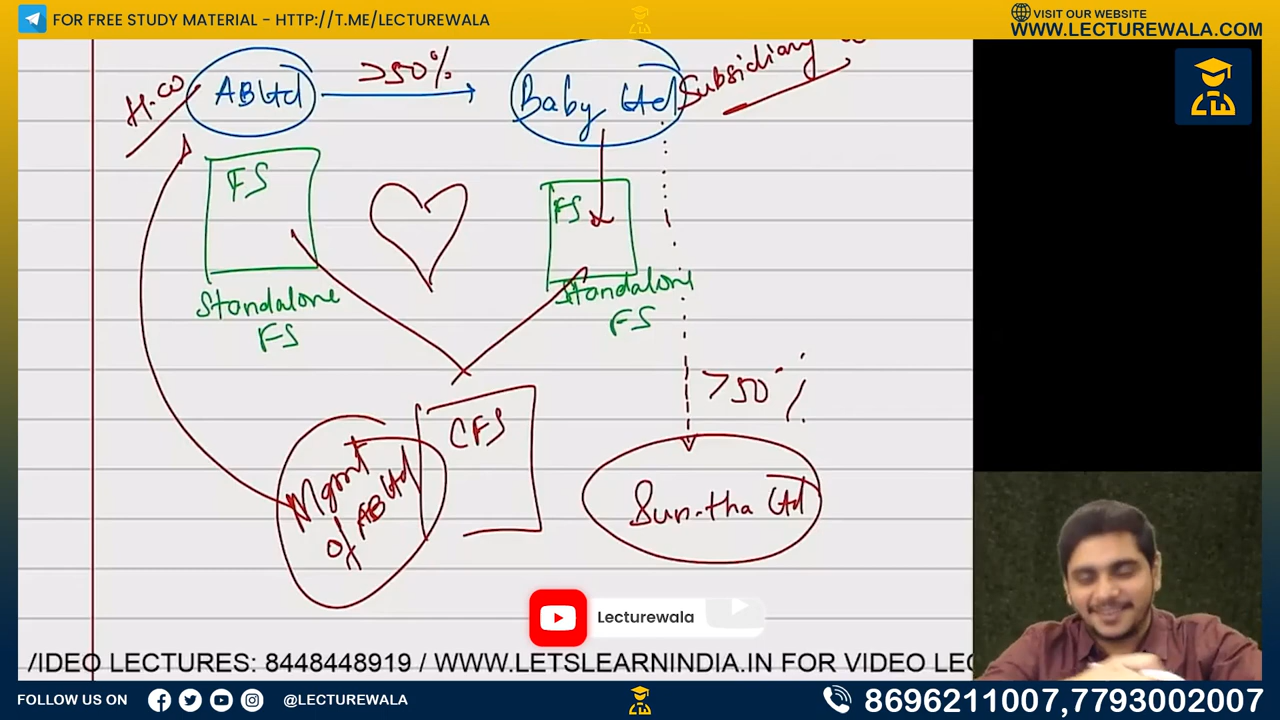 FOR FREE STUDY MATERIAL - HTTP://T.ME/LECTUREWALA
VISIT OUR WEBSITE
WWW.LECTUREWALA.COM
H.co
AB Ltd
>50%
Baby Ltd
Subsidiary
FS
FS
Standalone
FS
Standalone
FS
>50%
CFS
Mgmt
of AB Ltd
Ltd
Lecturewala
/IDEO LECTURES: 8448448919 / WWW.LETSLEARNINDIA.IN FOR VIDEO LEC
FOLLOW US ON
@LECTUREWALA
8696211007,7793002007